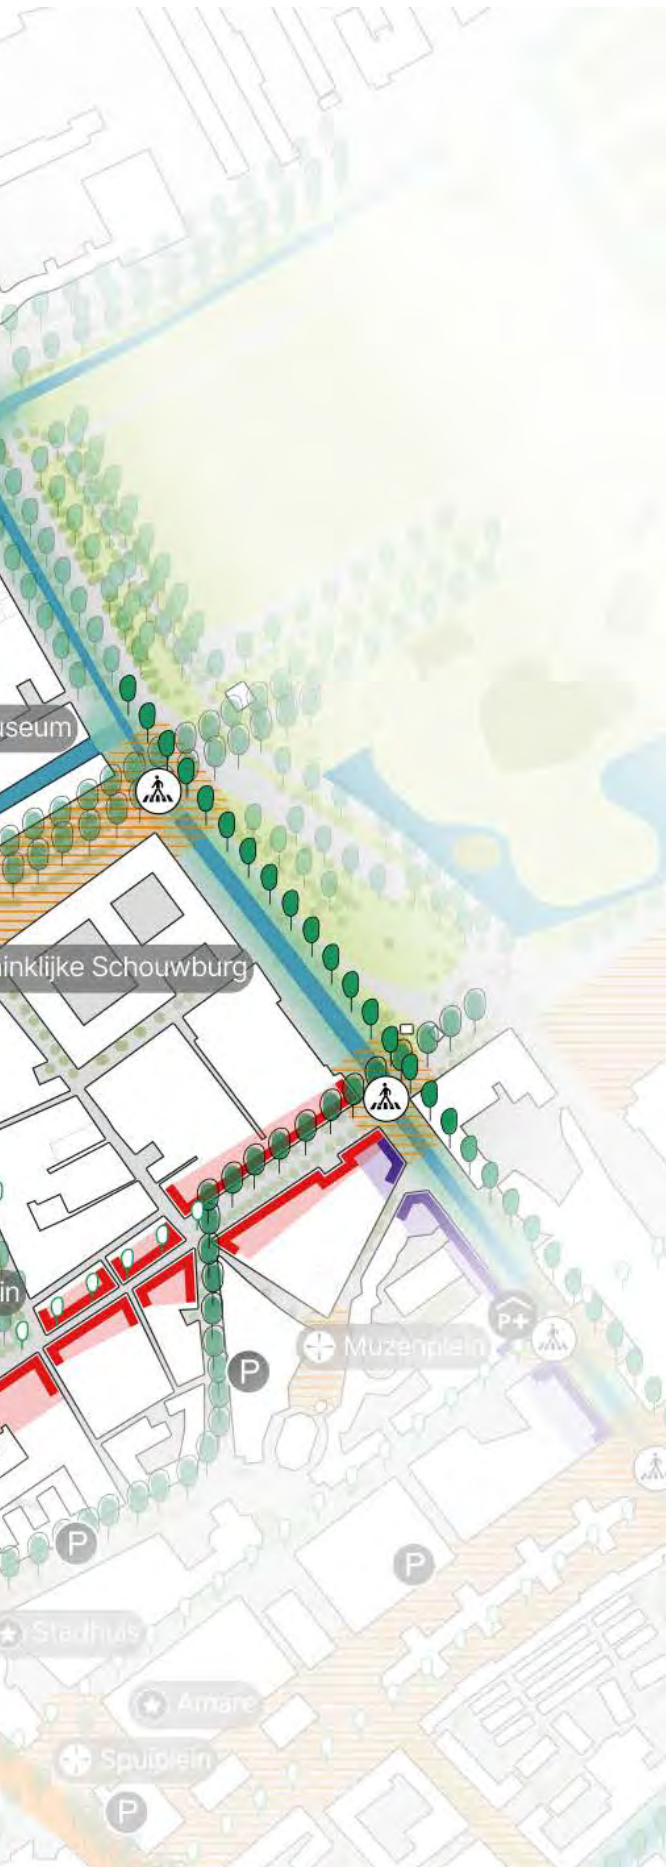 useum
inklijke Schouwburg
in
P+
Muzenplein
P
P
P
Stadhuis
Amare
Spuiplein
P